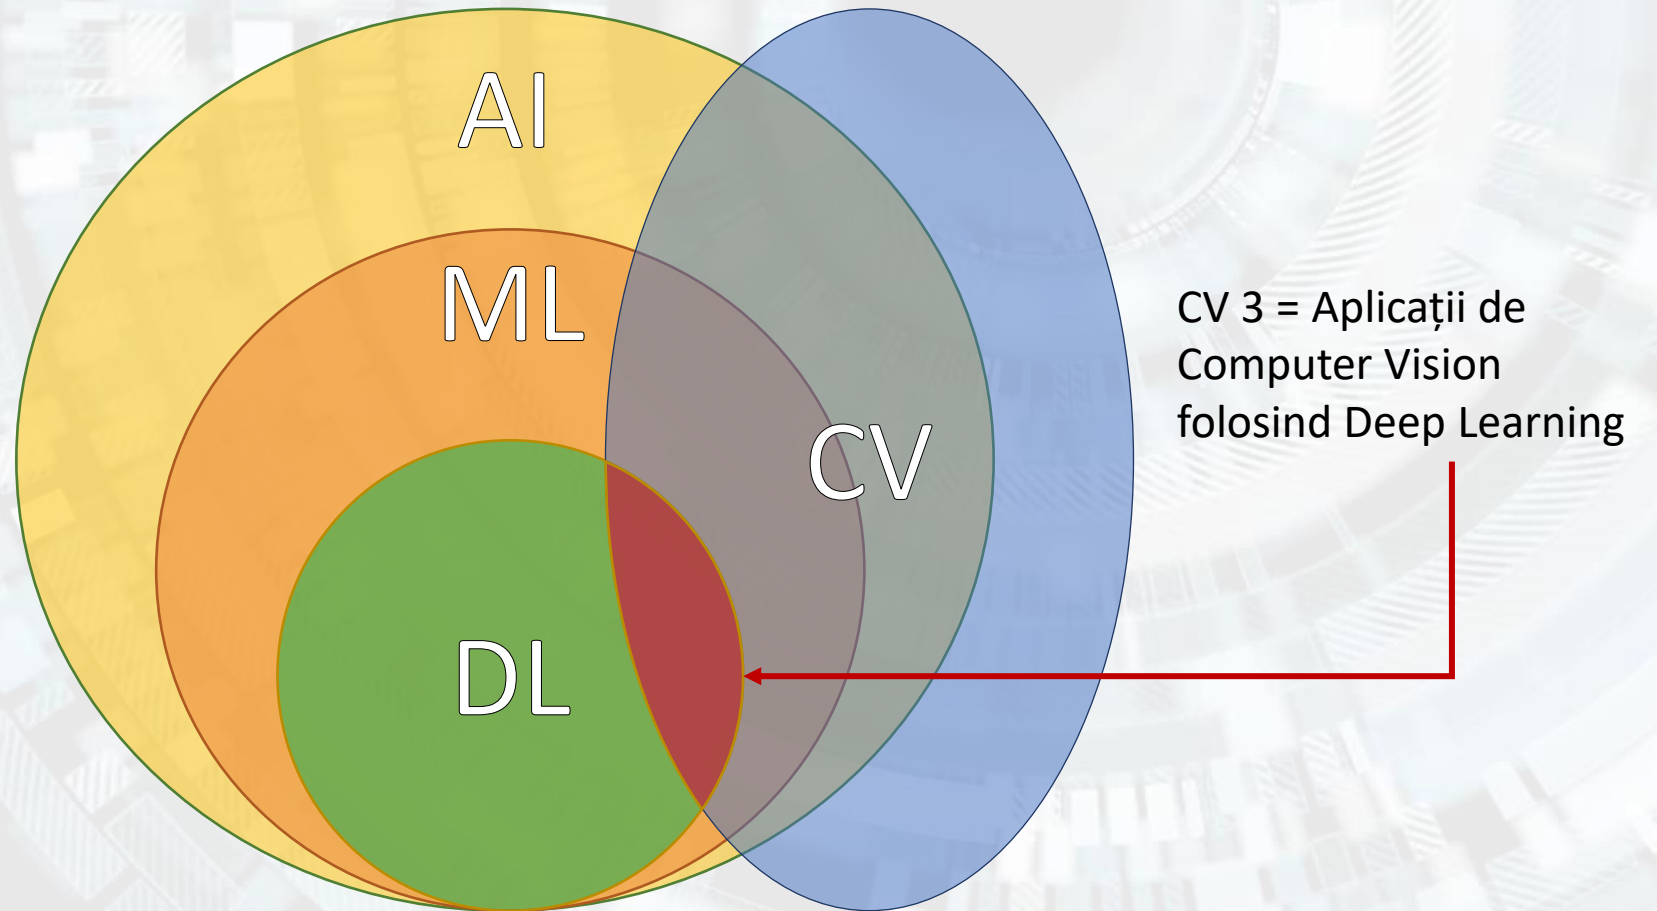 AI
ML
CV
DL
CV 3 = Aplicații de
Computer Vision
folosind Deep Learning